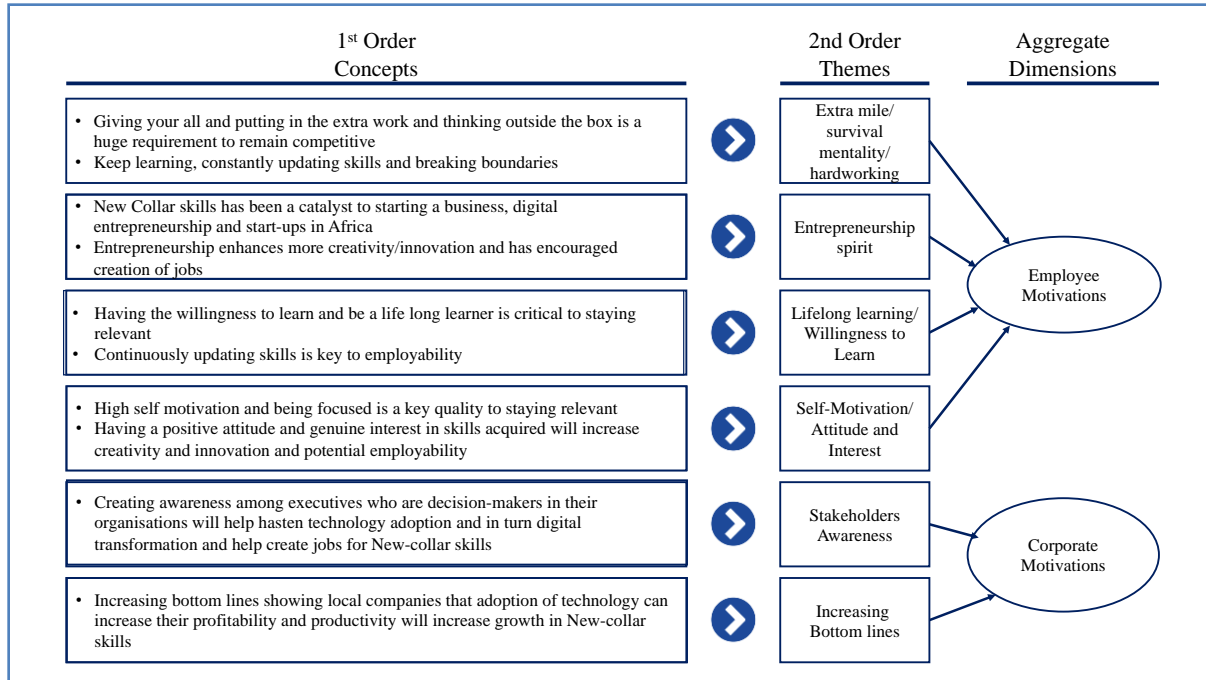 1st Order
Concepts
2nd Order
Themes
Aggregate
Dimensions
• Giving your all and putting in the extra work and thinking outside the box is a
huge requirement to remain competitive
• Keep learning, constantly updating skills and breaking boundaries
Extra mile/
survival
mentality/
hardworking
• New Collar skills has been a catalyst to starting a business, digital
entrepreneurship and start-ups in Africa
• Entrepreneurship enhances more creativity/innovation and has encouraged
creation of jobs
Entrepreneurship
spirit
Employee
Motivations
• Having the willingness to learn and be a life long learner is critical to staying
relevant
• Continuously updating skills is key to employability
Lifelong learning/
Willingness to
Learn
• High self motivation and being focused is a key quality to staying relevant
• Having a positive attitude and genuine interest in skills acquired will increase
creativity and innovation and potential employability
Self-Motivation/
Attitude and
Interest
• Creating awareness among executives who are decision-makers in their
organisations will help hasten technology adoption and in turn digital
transformation and help create jobs for New-collar skills
Stakeholders
Awareness
Corporate
Motivations
• Increasing bottom lines showing local companies that adoption of technology can
increase their profitability and productivity will increase growth in New-collar
skills
Increasing
Bottom lines